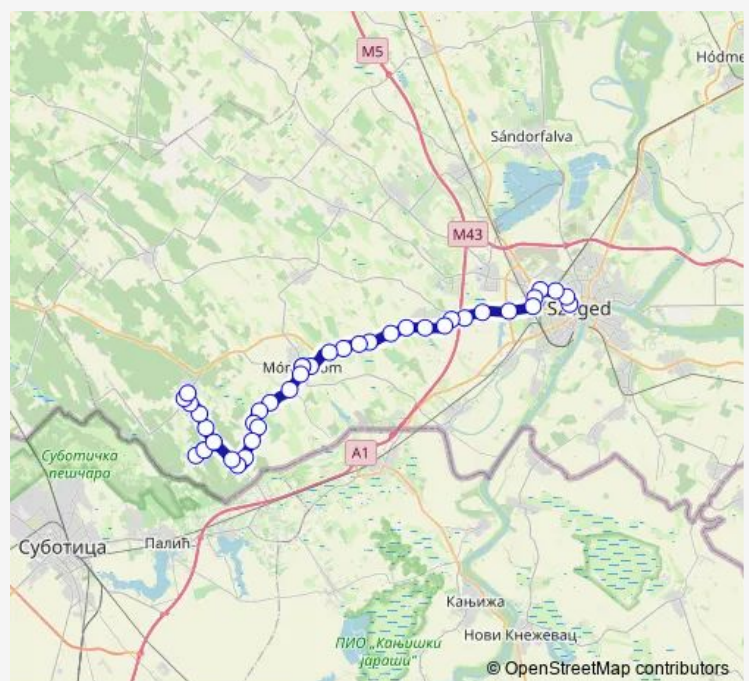 M5
Hódme
Sándorfalva
M43
Szeged
Mórahalom
Суботичка
пешчара
A1
Суботица
Палић
Кањижа
Нови Кнежевац
ПИО „Кањишки
јараши“
© OpenStreetMap contributors